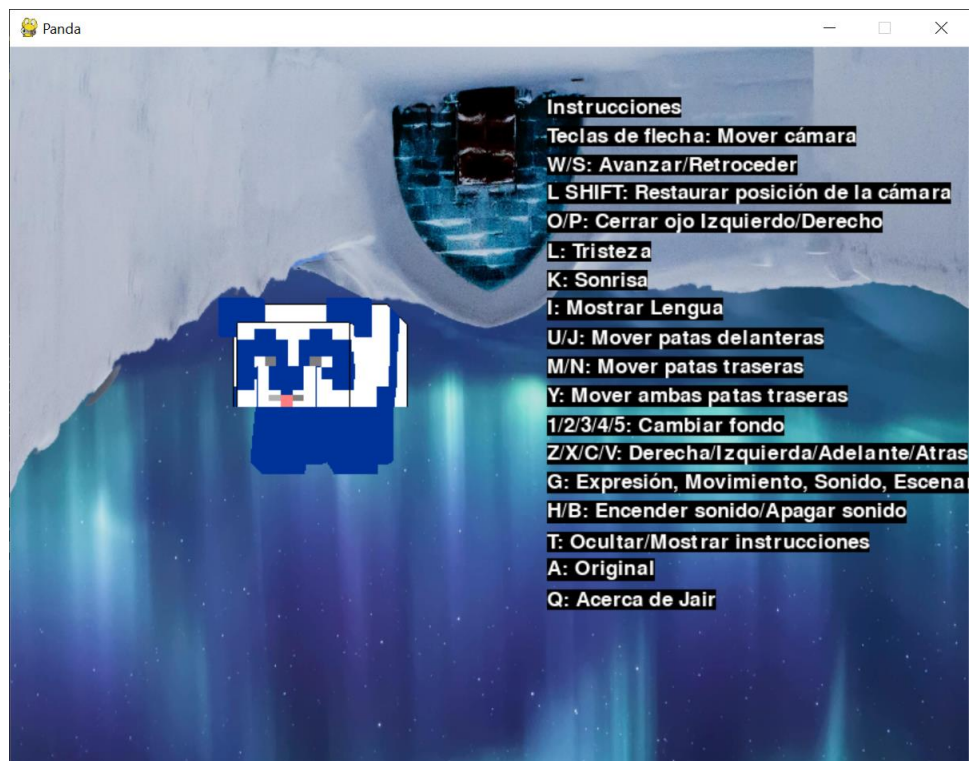 Panda
Instrucciones
Teclas de flecha: Mover cámara
W/S: Avanzar/Retroceder
L SHIFT: Restaurar posición de la cámara
O/P: Cerrar ojo Izquierdo/Derecho
L: Tristeza
K: Sonrisa
I: Mostrar Lengua
U/J: Mover patas delanteras
M/N: Mover patas traseras
Y: Mover ambas patas traseras
1/2/3/4/5: Cambiar fondo
Z/X/C/V: Derecha/Izquierda/Adelante/Atras
G: Expresión, Movimiento, Sonido, Escena
H/B: Encender sonido/Apagar sonido
T: Ocultar/Mostrar instrucciones
A: Original
Q: Acerca de Jair